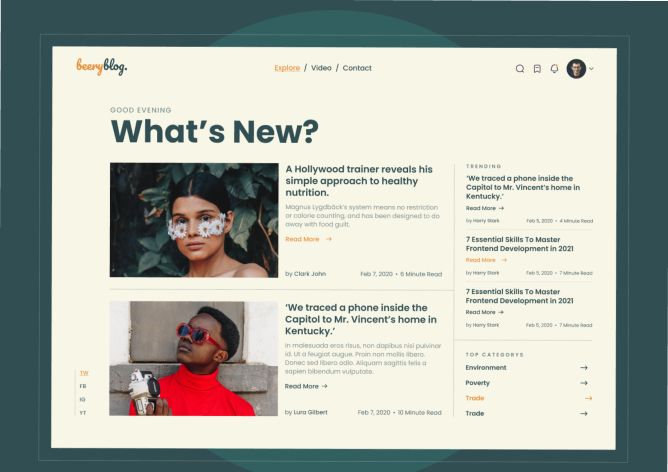 beeryblog.
Explore / Video / Contact
GOOD EVENING
What's New?
A Hollywood trainer reveals his
simple approach to healthy
nutrition.
Magnus Lygdbäck's system means no restriction
or calorie counting, and has been designed to do
away with food guilt.
Read More →
by Clark John
Feb 7, 2020 • 6 Minute Read
'We traced a phone inside the
Capitol to Mr. Vincent's home in
Kentucky.'
In malesuada eros risus, non dapibus nisi pulvinar
id. Ut a feugiat augue. Proin non mollis libero.
Donec sed libero odio. Aliquam sagittis felis a
sapien bibendum vulputate.
Read More →
by Lura Gilbert
Feb 7, 2020 • 10 Minute Read
TW
FB
IG
YT
TRENDING
'We traced a phone inside the
Capitol to Mr. Vincent's home in
Kentucky.'
Read More →
by Harry Stark
Feb 5, 2020 • 4 Minute Read
7 Essential Skills To Master
Frontend Development in 2021
Read More →
by Harry Stark
Feb 5, 2020 • 7 Minute Read
7 Essential Skills To Master
Frontend Development in 2021
Read More →
by Harry Stark
Feb 5, 2020 • 7 Minute Read
TOP CATEGORYS
Environment →
Poverty →
Trade →
Trade →